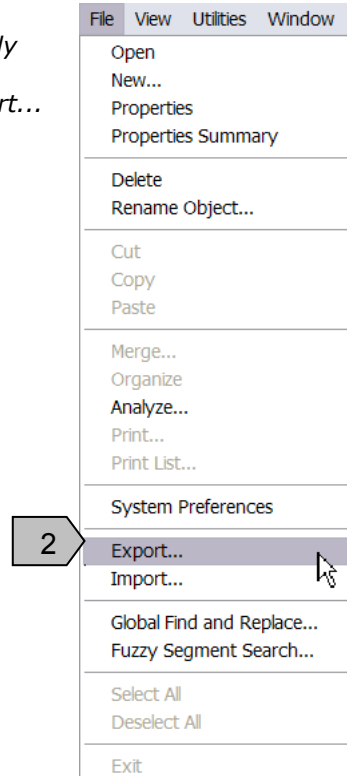 File View Utilities Window
ly
rt...
Open
New...
Properties
Properties Summary
Delete
Rename Object...
Cut
Copy
Paste
Merge...
Organize
Analyze...
Print...
Print List...
System Preferences
2
Export...
Import...
Global Find and Replace...
Fuzzy Segment Search...
Select All
Deselect All
Exit